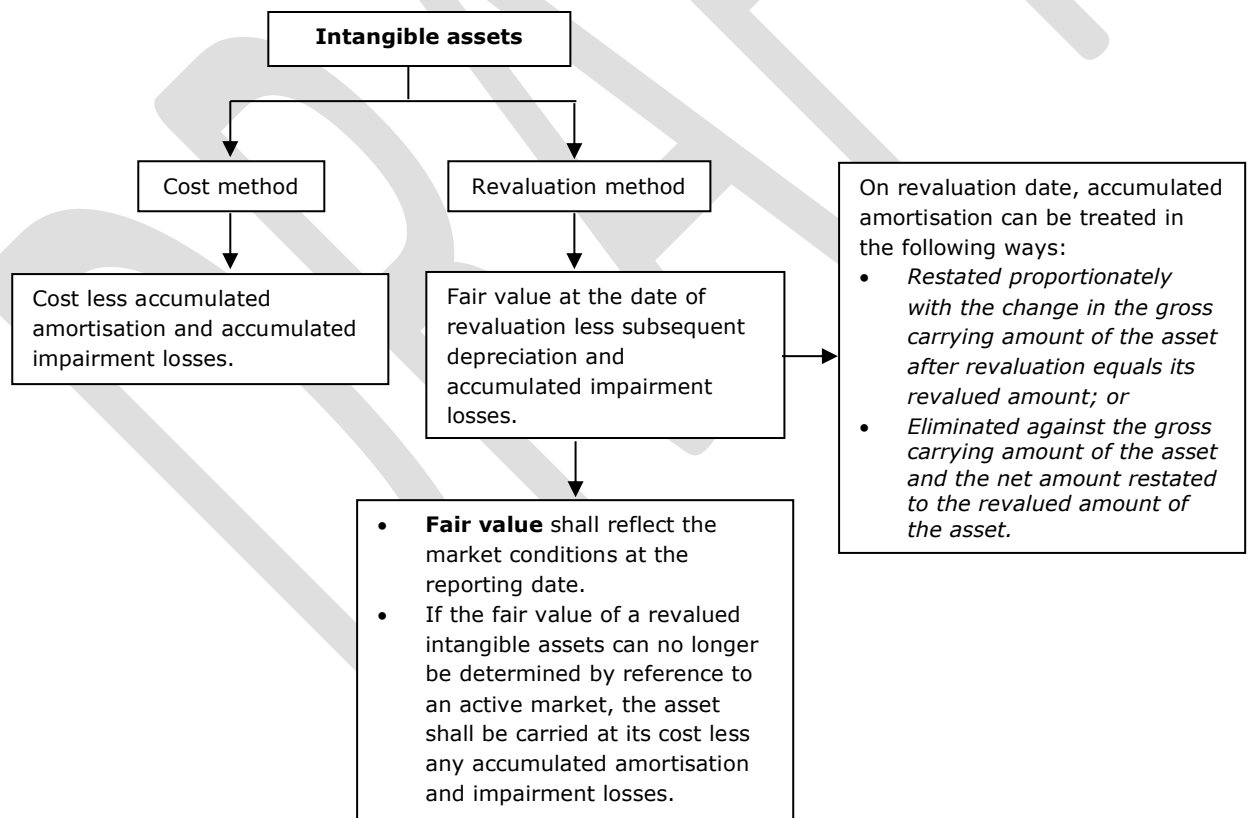 Intangible assets
Cost method
Revaluation method
Cost less accumulated
amortisation and accumulated
impairment losses.
Fair value at the date of
revaluation less subsequent
depreciation and
accumulated impairment
losses.
On revaluation date, accumulated
amortisation can be treated in
the following ways:
• Restated proportionately
with the change in the gross
carrying amount of the asset
after revaluation equals its
revalued amount; or
• Eliminated against the gross
carrying amount of the asset
and the net amount restated
to the revalued amount of
the asset.
• Fair value shall reflect the
market conditions at the
reporting date.
• If the fair value of a revalued
intangible assets can no longer
be determined by reference to
an active market, the asset
shall be carried at its cost less
any accumulated amortisation
and impairment losses.